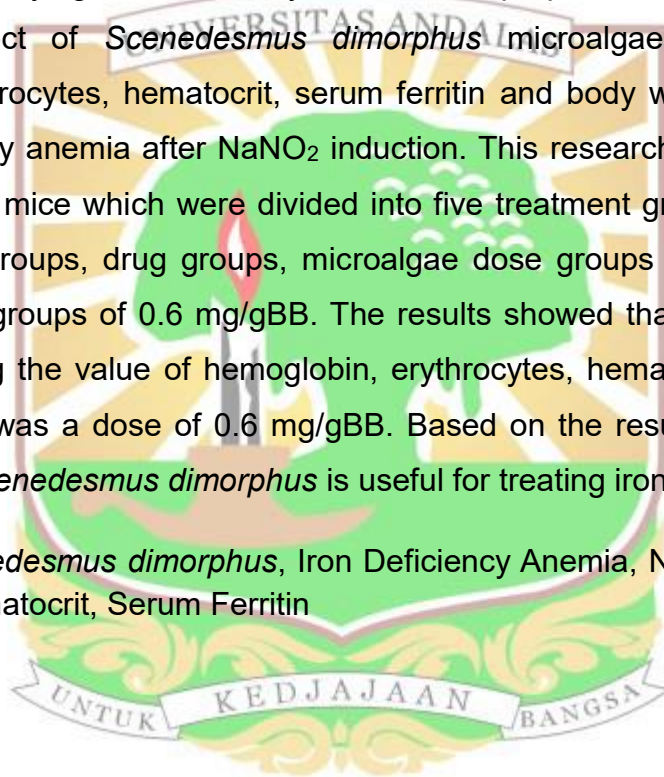 UNIVERSITAS ANDALAS
ct of Scenedesmus dimorphus microalgae
rocytes, hematocrit, serum ferritin and body w
y anemia after NaNO2 induction. This research
mice which were divided into five treatment g
roups, drug groups, microalgae dose groups
groups of 0.6 mg/gBB. The results showed tha
g the value of hemoglobin, erythrocytes, hema
was a dose of 0.6 mg/gBB. Based on the resu
enedesmus dimorphus is useful for treating iron
edesmus dimorphus, Iron Deficiency Anemia, N
matocrit, Serum Ferritin
UNTUK KEDJAJAAN BANGSA